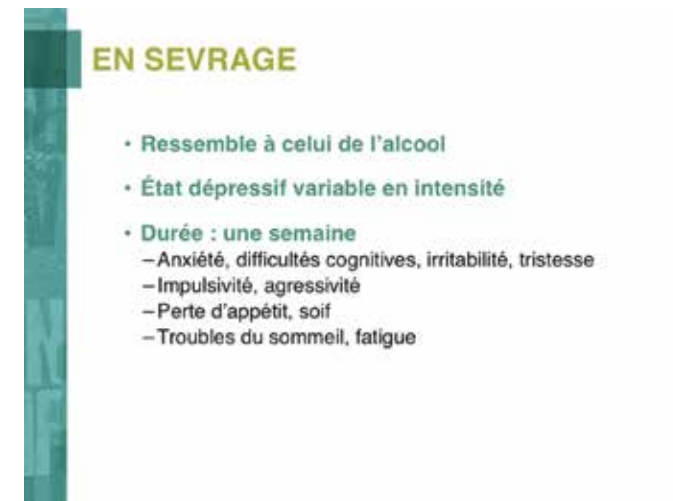 EN SEVRAGE
• Ressemble à celui de l'alcool
• État dépressif variable en intensité
• Durée : une semaine
–Anxiété, difficultés cognitives, irritabilité, tristesse
–Impulsivité, agressivité
–Perte d'appétit, soif
–Troubles du sommeil, fatigue